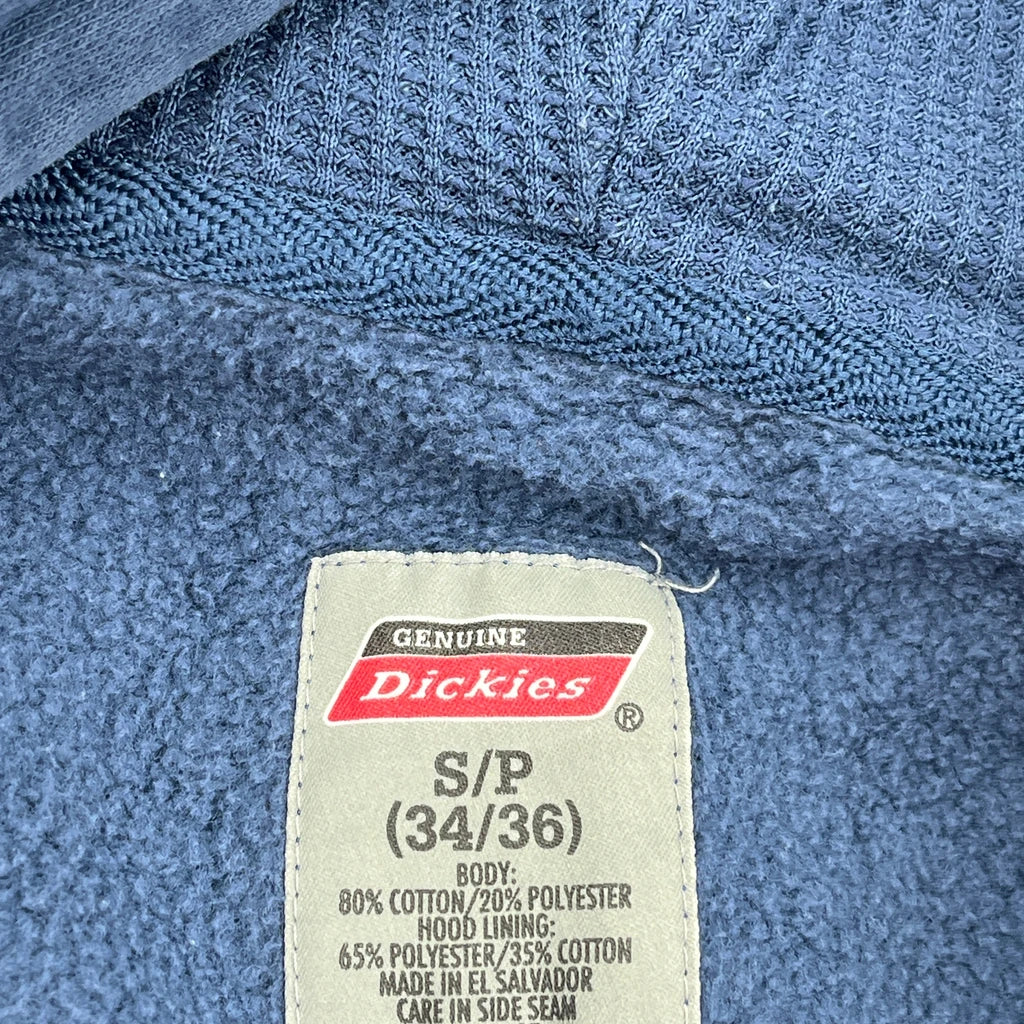 GENUINE
Dickies
®
S/P
(34/36)
BODY:
80% COTTON/20% POLYESTER
HOOD LINING:
65% POLYESTER/35% COTTON
MADE IN EL SALVADOR
CARE IN SIDE SEAM